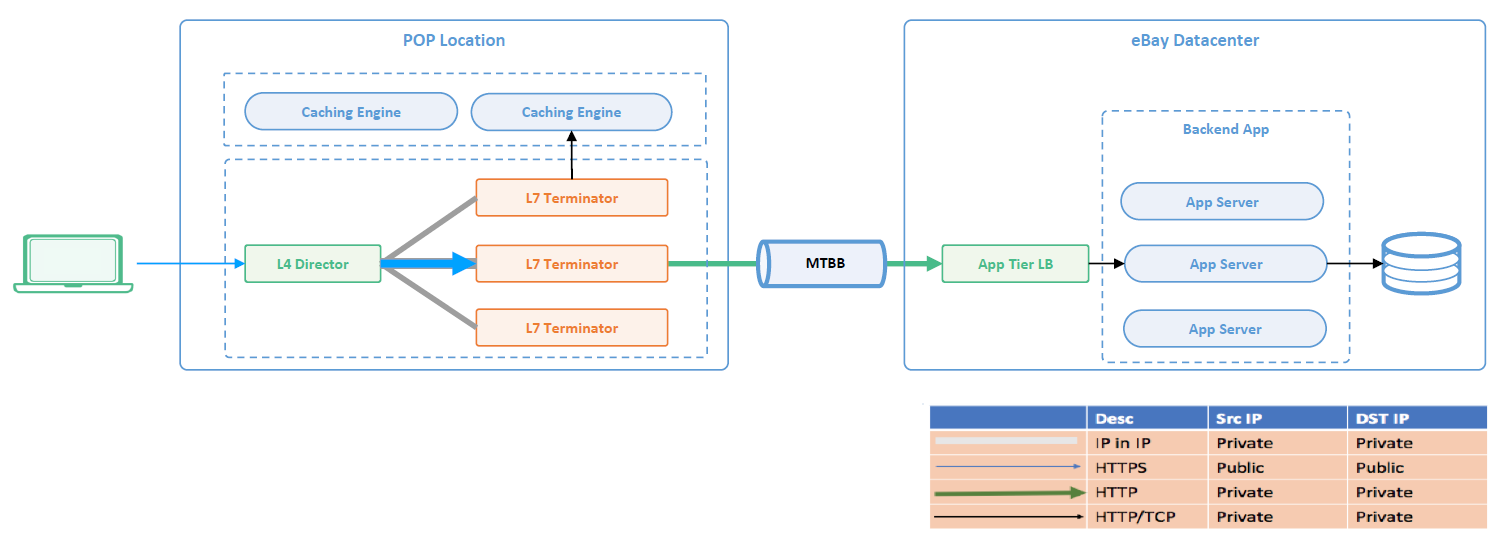 POP Location
Caching Engine
Caching Engine
L7 Terminator
L4 Director
L7 Terminator
L7 Terminator
MTBB
eBay Datacenter
Backend App
App Server
App Tier LB
App Server
App Server
Desc Src IP DST IP
IP in IP Private Private
HTTPS Public Public
HTTP Private Private
HTTP/TCP Private Private